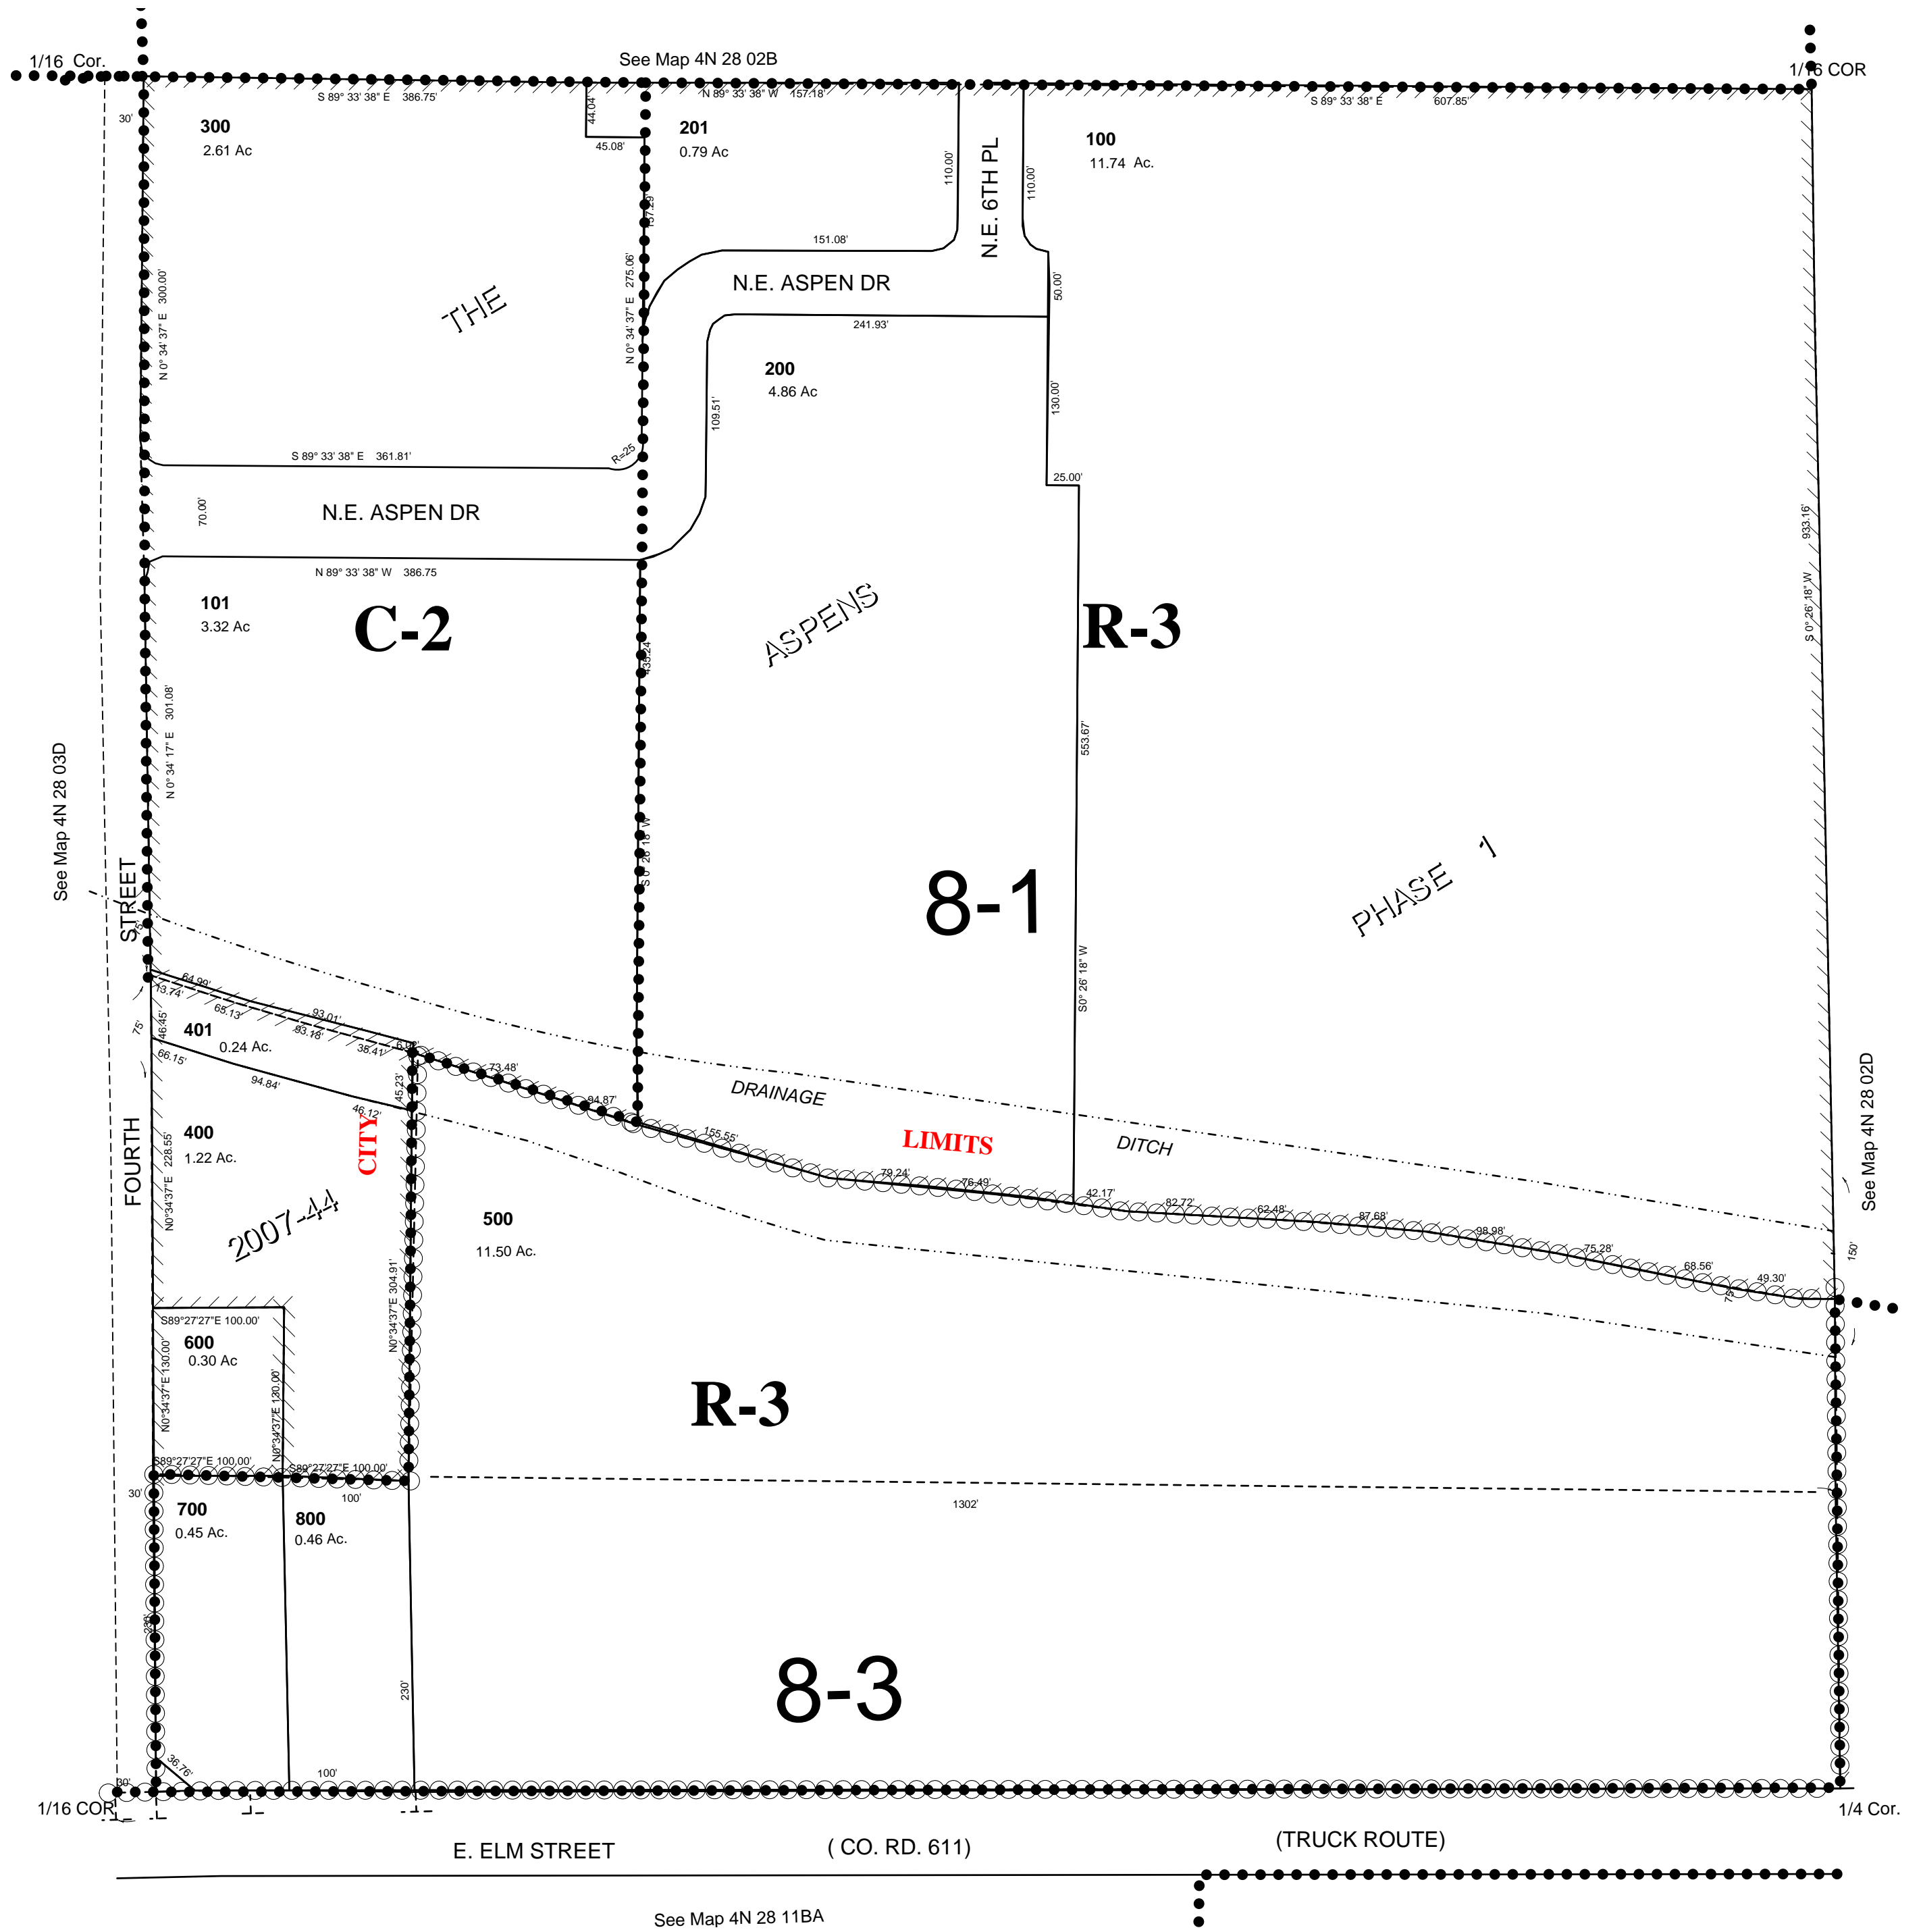 See Map 4N 28 02B
1/16 Cor.
1/16 COR
S 89° 33' 38" E 386.75'
N 89° 33' 38" W 157.18'
S 89° 33' 38" E 607.85'
30'
300
2.61 Ac
44.04'
45.08'
201
0.79 Ac
110.00'
N.E. 6TH PL
110.00'
100
11.74 Ac.
157.29'
151.08'
N.E. ASPEN DR
50.00'
N 0° 34' 37" E 300.00'
THE
N 0° 34' 37" E 275.06'
241.93'
200
4.86 Ac
109.51'
130.00'
S 89° 33' 38" E 361.81'
R=25
25.00'
70.00'
N.E. ASPEN DR
933.16'
S 0° 26' 18" W
N 89° 33' 38" W 386.75
101
3.32 Ac
C-2
ASPENS
R-3
435.24'
N 0° 34' 17" E 301.08'
553.67'
See Map 4N 28 03D
S 0° 26' 18" W
8-1
PHASE 1
STREET
75'
S0° 26' 18" W
64.99'
13.74'
65.13'
93.01'
93.18'
35.41'
75'
46.45'
401
0.24 Ac.
66.15'
94.84'
46.12'
45.23'
73.48'
94.87'
DRAINAGE
155.55'
LIMITS
DITCH
See Map 4N 28 02D
CITY
400
1.22 Ac.
FOURTH
N0°34'37"E 228.55'
79.24'
76.49'
42.17'
82.72'
62.48'
87.68'
98.98'
75.28'
68.56'
49.30'
75'
150'
2007-44
500
11.50 Ac.
N0°34'37"E 304.91'
S89°27'27"E 100.00'
600
0.30 Ac
N0°34'37"E 130.00'
N0°34'37"E 130.00'
R-3
S89°27'27"E 100.00'
S89°27'27"E 100.00'
30'
100'
1302'
700
0.45 Ac.
800
0.46 Ac.
230'
8-3
36.76'
100'
30'
1/16 COR
1/4 Cor.
E. ELM STREET
( CO. RD. 611)
(TRUCK ROUTE)
See Map 4N 28 11BA